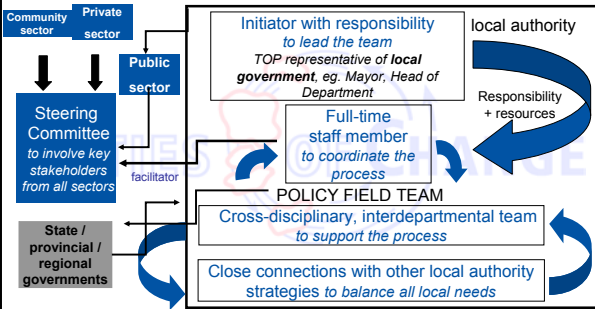 Community
sector
Private
sector
Public
sector
Steering
Committee
to involve key
stakeholders
from all sectors
State /
provincial /
regional
governments
facilitator
Initiator with responsibility
to lead the team
TOP representative of local
government, eg. Mayor, Head of
Department
local authority
Responsibility
+ resources
Full-time
staff member
to coordinate the
process
POLICY FIELD TEAM
Cross-disciplinary, interdepartmental team
to support the process
Close connections with other local authority
strategies to balance all local needs
OF CHANGE